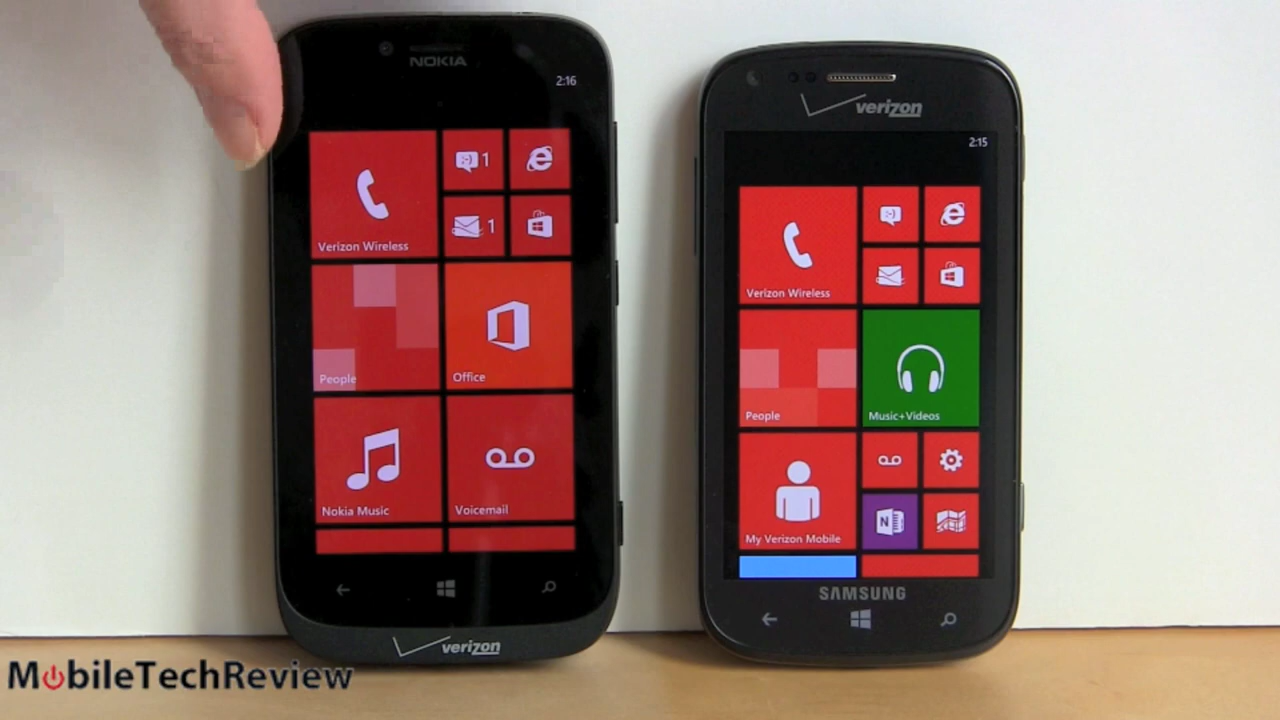 NOKIA
2:16
1
Verizon Wireless
1
People
Office
Nokia Music
Voicemail
verizon
verizon
2:15
Verizon Wireless
People
Music+Videos
My Verizon Mobile
N
SAMSUNG
MobileTechReview